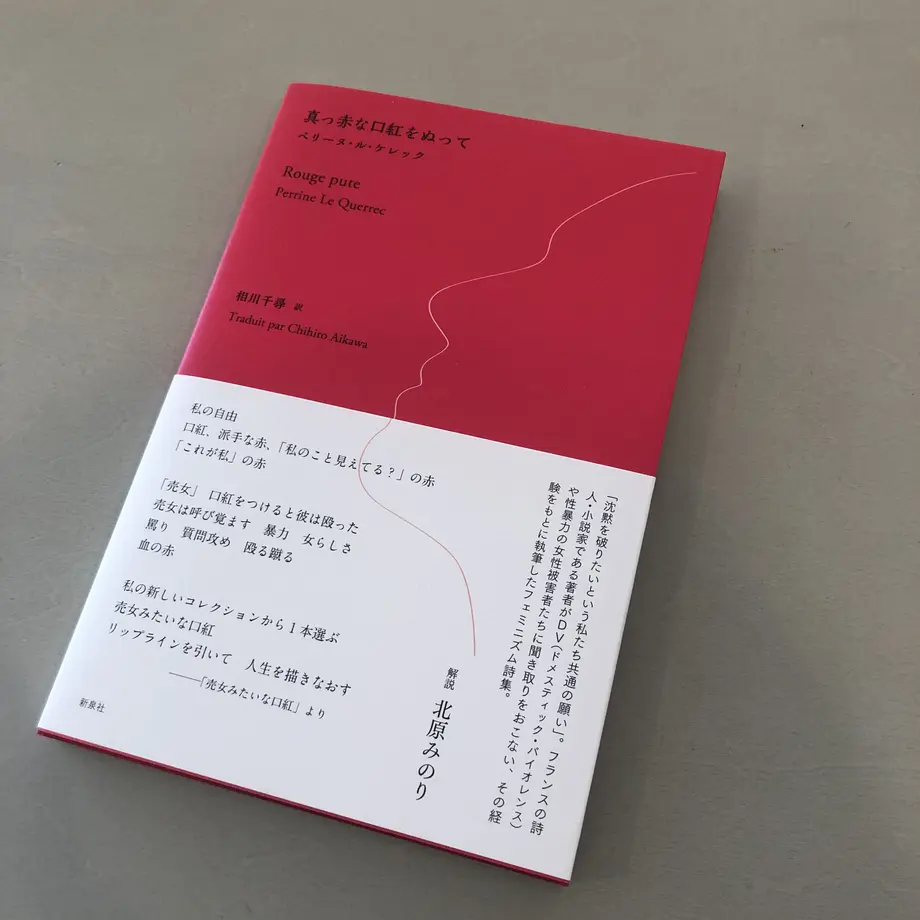 真っ赤な口紅をぬって
ペリーヌ・ル・ケレック
Rouge pute
Perrine Le Querrec
相川千尋 訳
Traduit par Chihiro Aïkawa
私の自由
口紅、派手な赤、「私のこと見えてる？」の赤
「これが私」の赤
「売女」 口紅をつけると彼は殴った
売女は呼び覚ます 暴力 女らしさ
罵り 質問攻め 殴る蹴る
血の赤
私の新しいコレクションから1本選ぶ
売女みたいな口紅
リップラインを引いて 人生を描きなおす
──「売女みたいな口紅」より
新泉社
「沈黙を破りたいという私たち共通の願い」。フランスの詩
人・小説家である著者がDV（ドメスティック・バイオレンス）
や性暴力の女性被害者たちに聞き取りをおこない、その経
験をもとに執筆したフェミニズム詩集。
解説 北原みのり